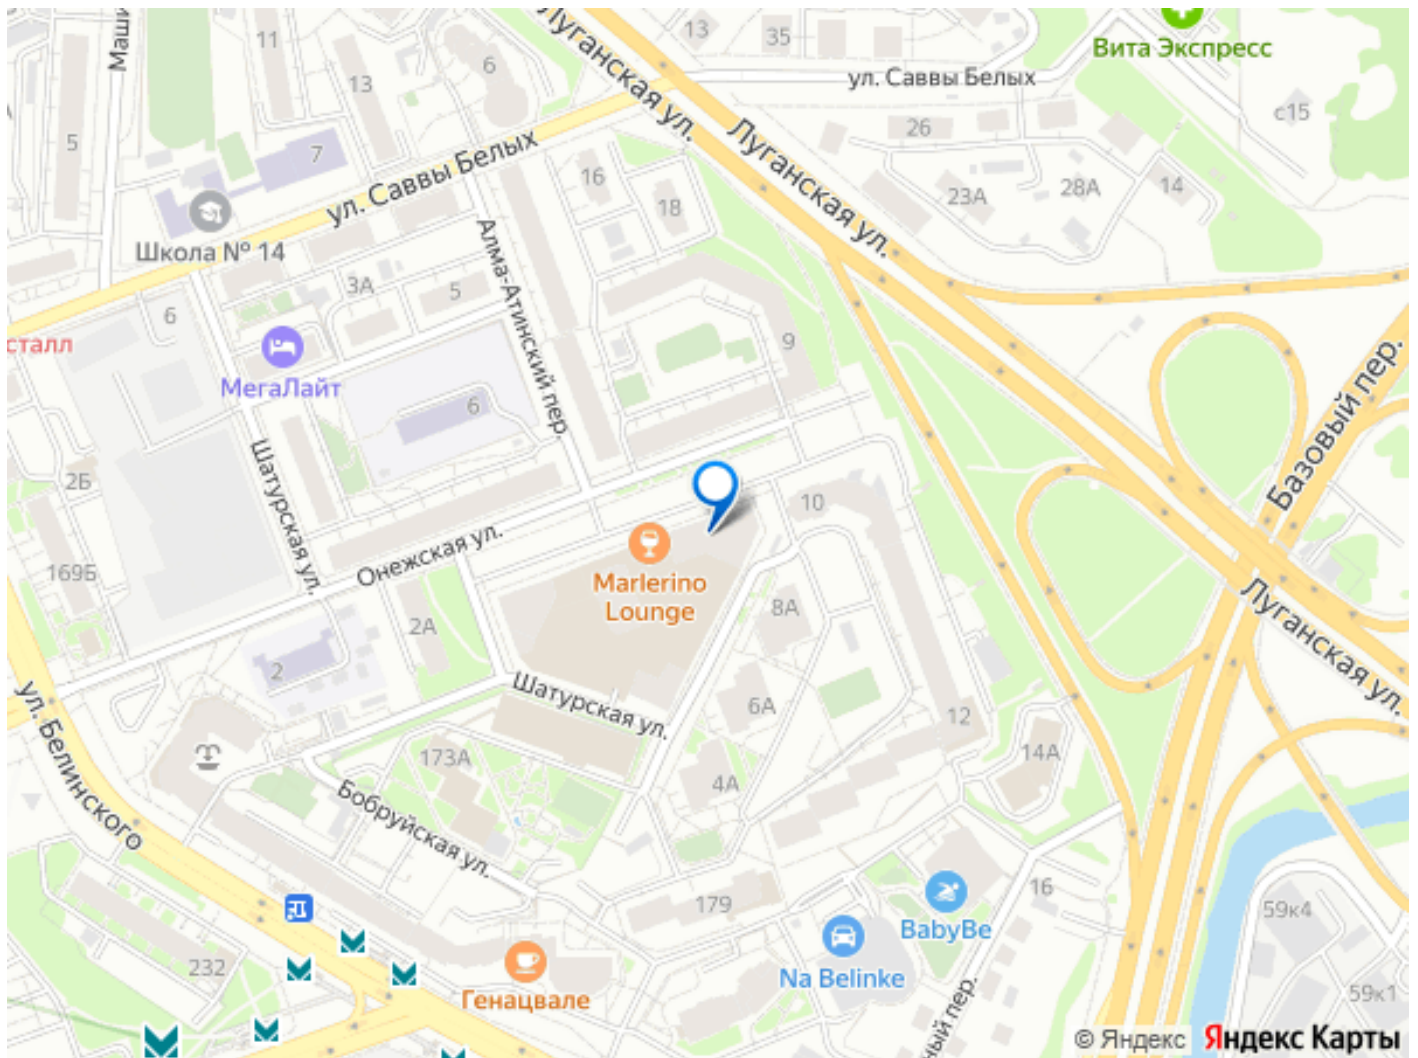 Маши
11
13
6
Луганская ул.
13
35
ул. Саввы Белых
Вита Экспресс
с15
5
7
ул. Саввы Белых
16
18
Луганская ул.
26
23А
28А
14
Школа № 14
3А
5
6
Алма-Атинский пер.
сталл
МегаЛайт
6
9
Базовый пер.
2Б
Шатурская ул.
10
Онежская ул.
169Б
Marlerino
Lounge
8А
2А
Луганская ул.
2
Шатурская ул.
6А
12
ул. Белинского
173А
4А
14А
Бобруйская ул.
179
16
59к4
BabyBe
Na Belinke
232
Генацвале
ный пер.
59к1
© Яндекс
Яндекс Карты